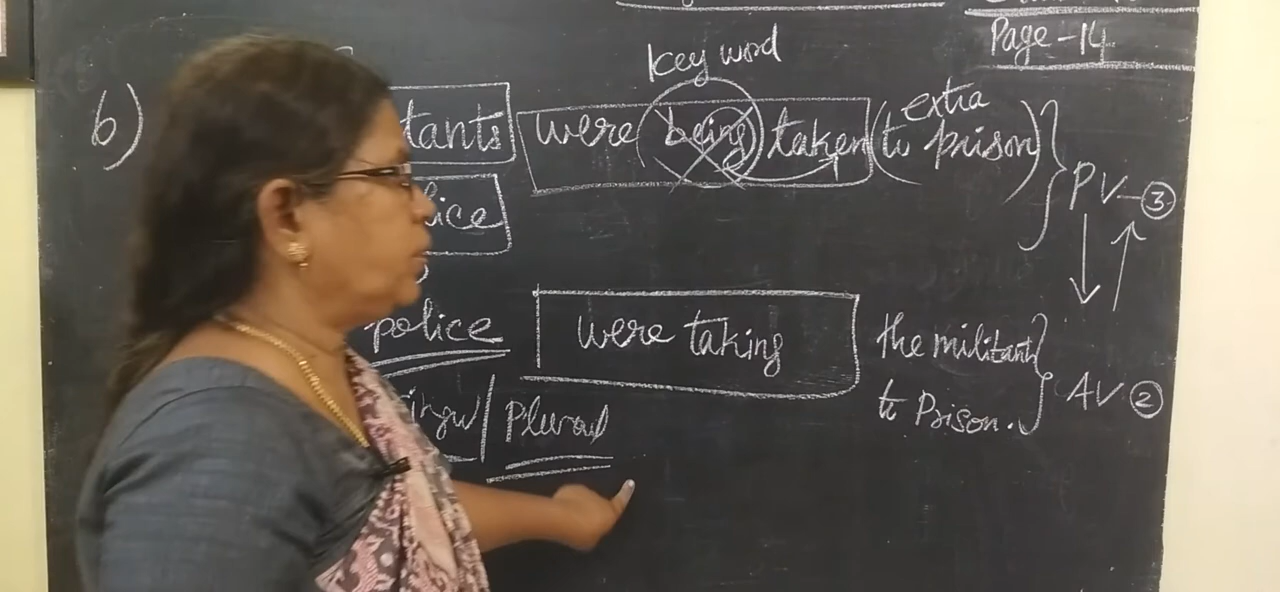 Page-14
key word
b) tants were being taken (to prison) extra
lice
PV-3
police were taking the militants to Prison.
AV 2
Plural